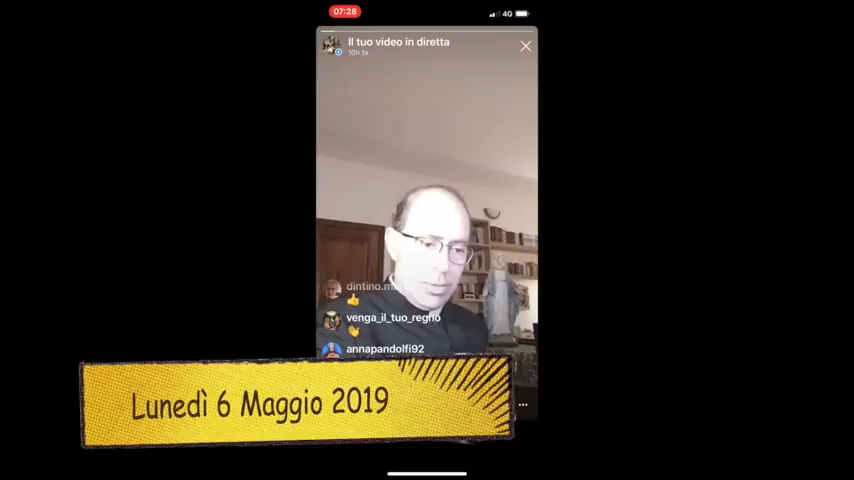 07:28
4G
Il tuo video in diretta
10h fa
venga_il_tuo_regno
annapandolfi92
Lunedì 6 Maggio 2019